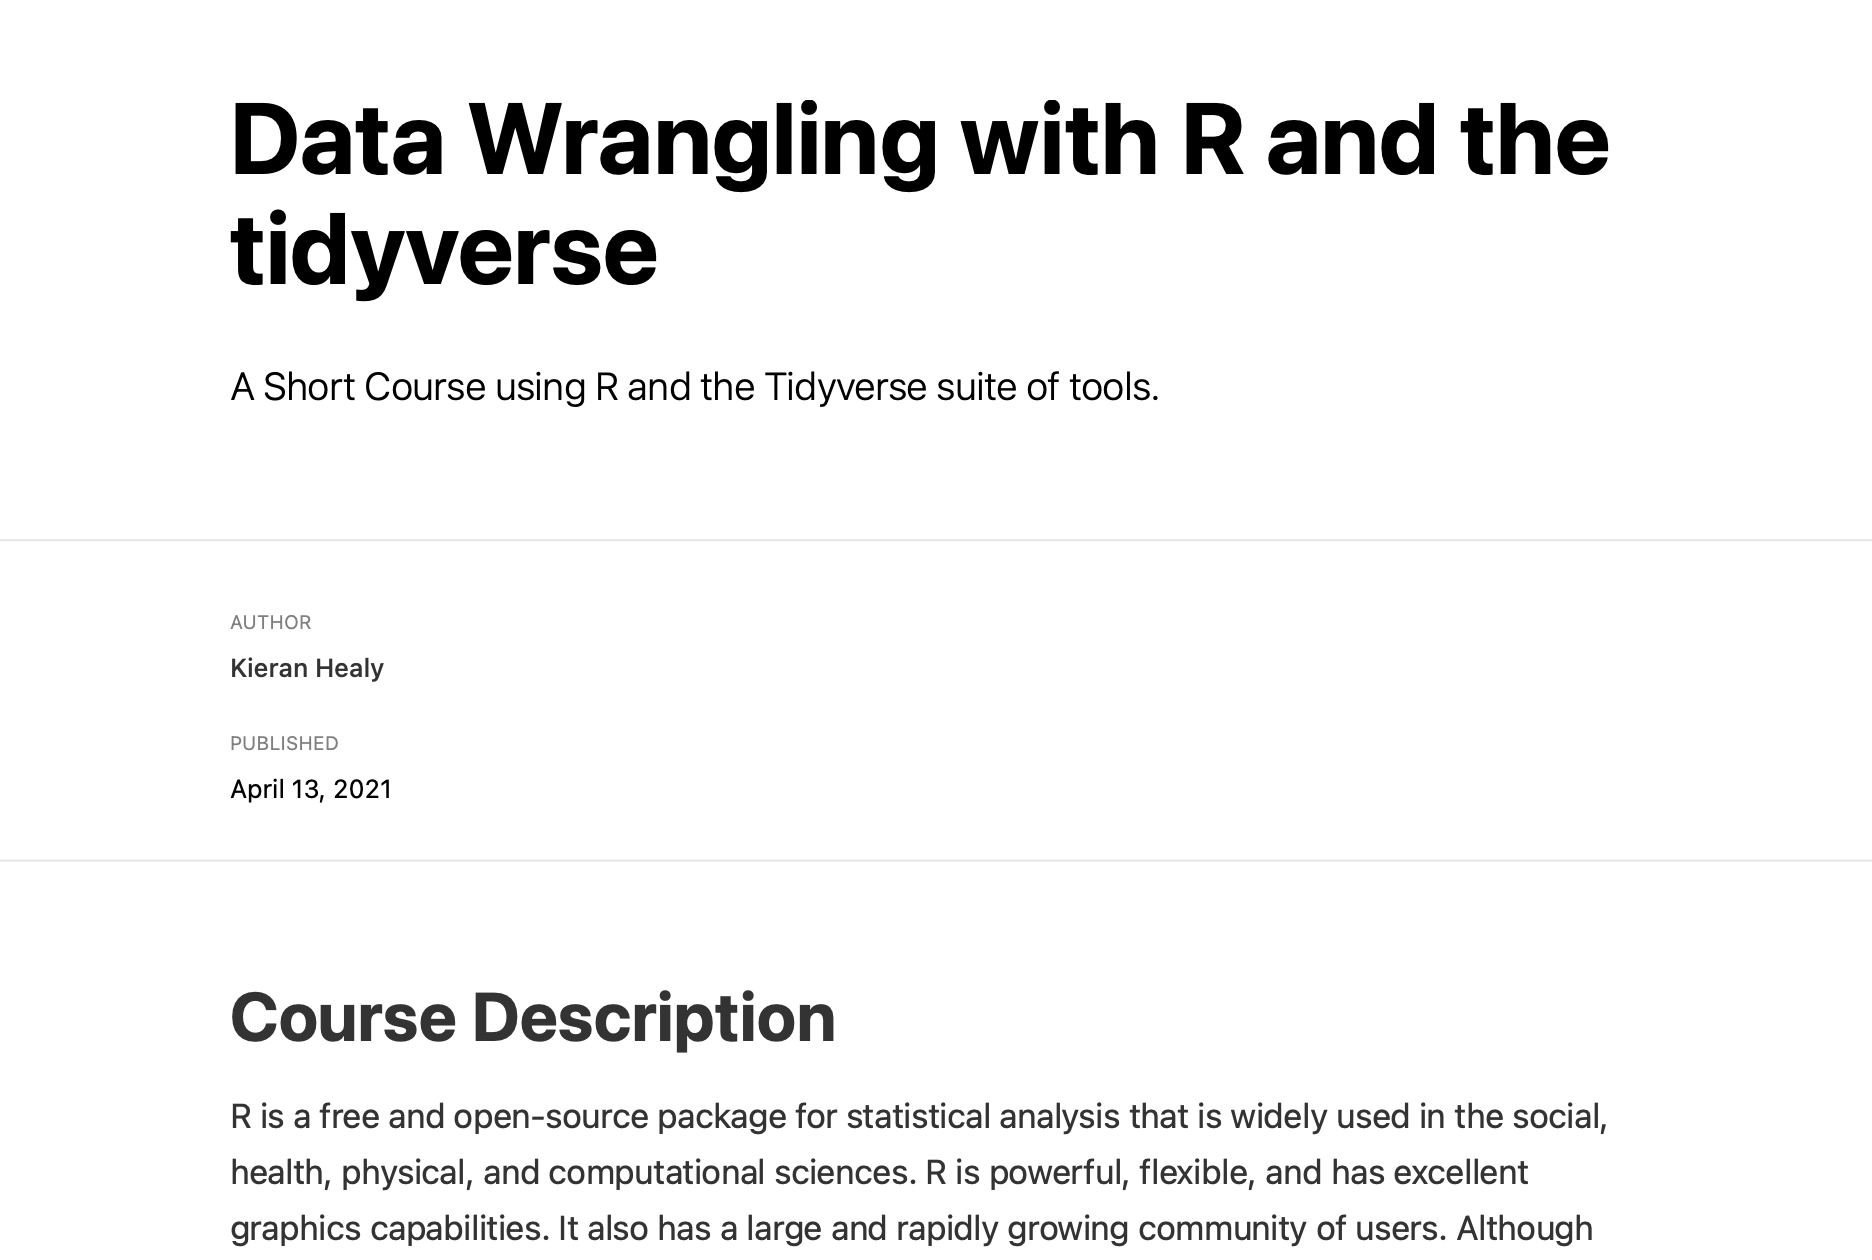 Data Wrangling with R and the
tidyverse
A Short Course using R and the Tidyverse suite of tools.
AUTHOR
Kieran Healy
PUBLISHED
April 13, 2021
Course Description
R is a free and open-source package for statistical analysis that is widely used in the social,
health, physical, and computational sciences. R is powerful, flexible, and has excellent
graphics capabilities. It also has a large and rapidly growing community of users. Although